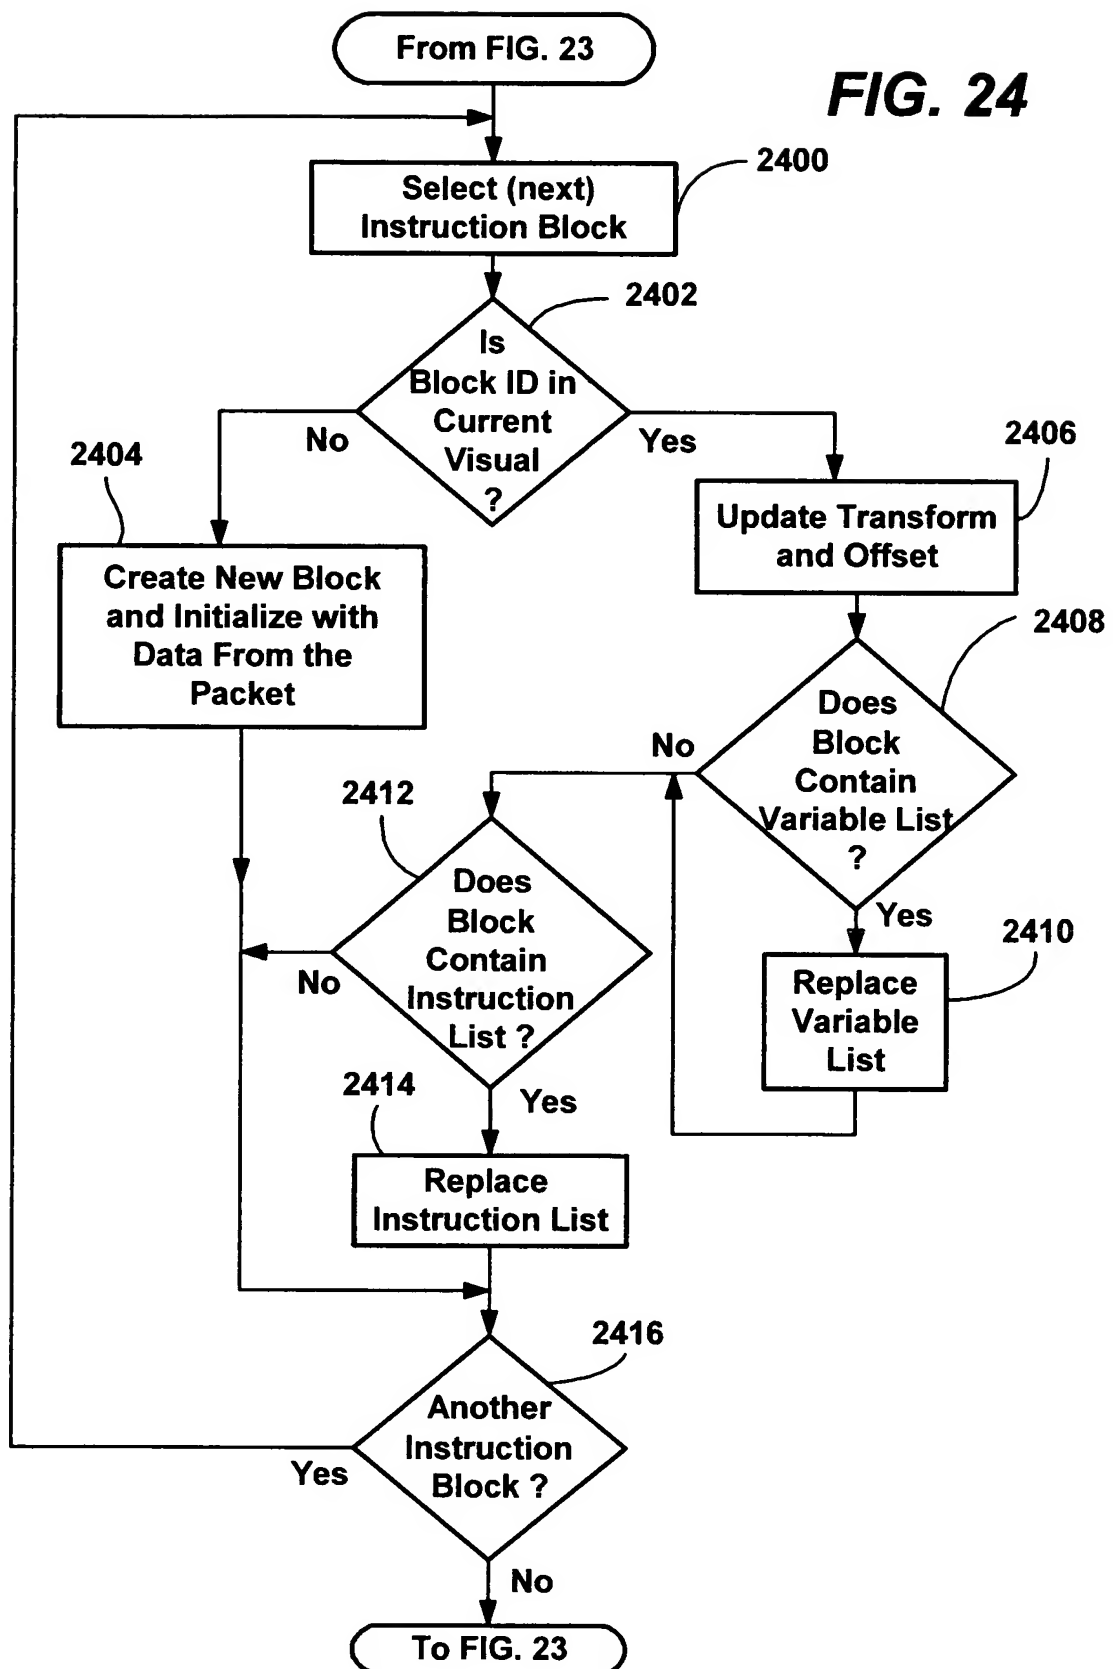 From FIG. 23
FIG. 24
2400
Select (next)
Instruction Block
2402
Is
Block ID in
Current
Visual
?
No
Yes
2404
2406
Update Transform
and Offset
Create New Block
and Initialize with
Data From the
Packet
2408
Does
Block
Contain
Variable List
?
No
Yes
2410
Replace
Variable
List
2412
Does
Block
Contain
Instruction
List ?
No
Yes
2414
Replace
Instruction List
2416
Another
Instruction
Block ?
Yes
No
To FIG. 23